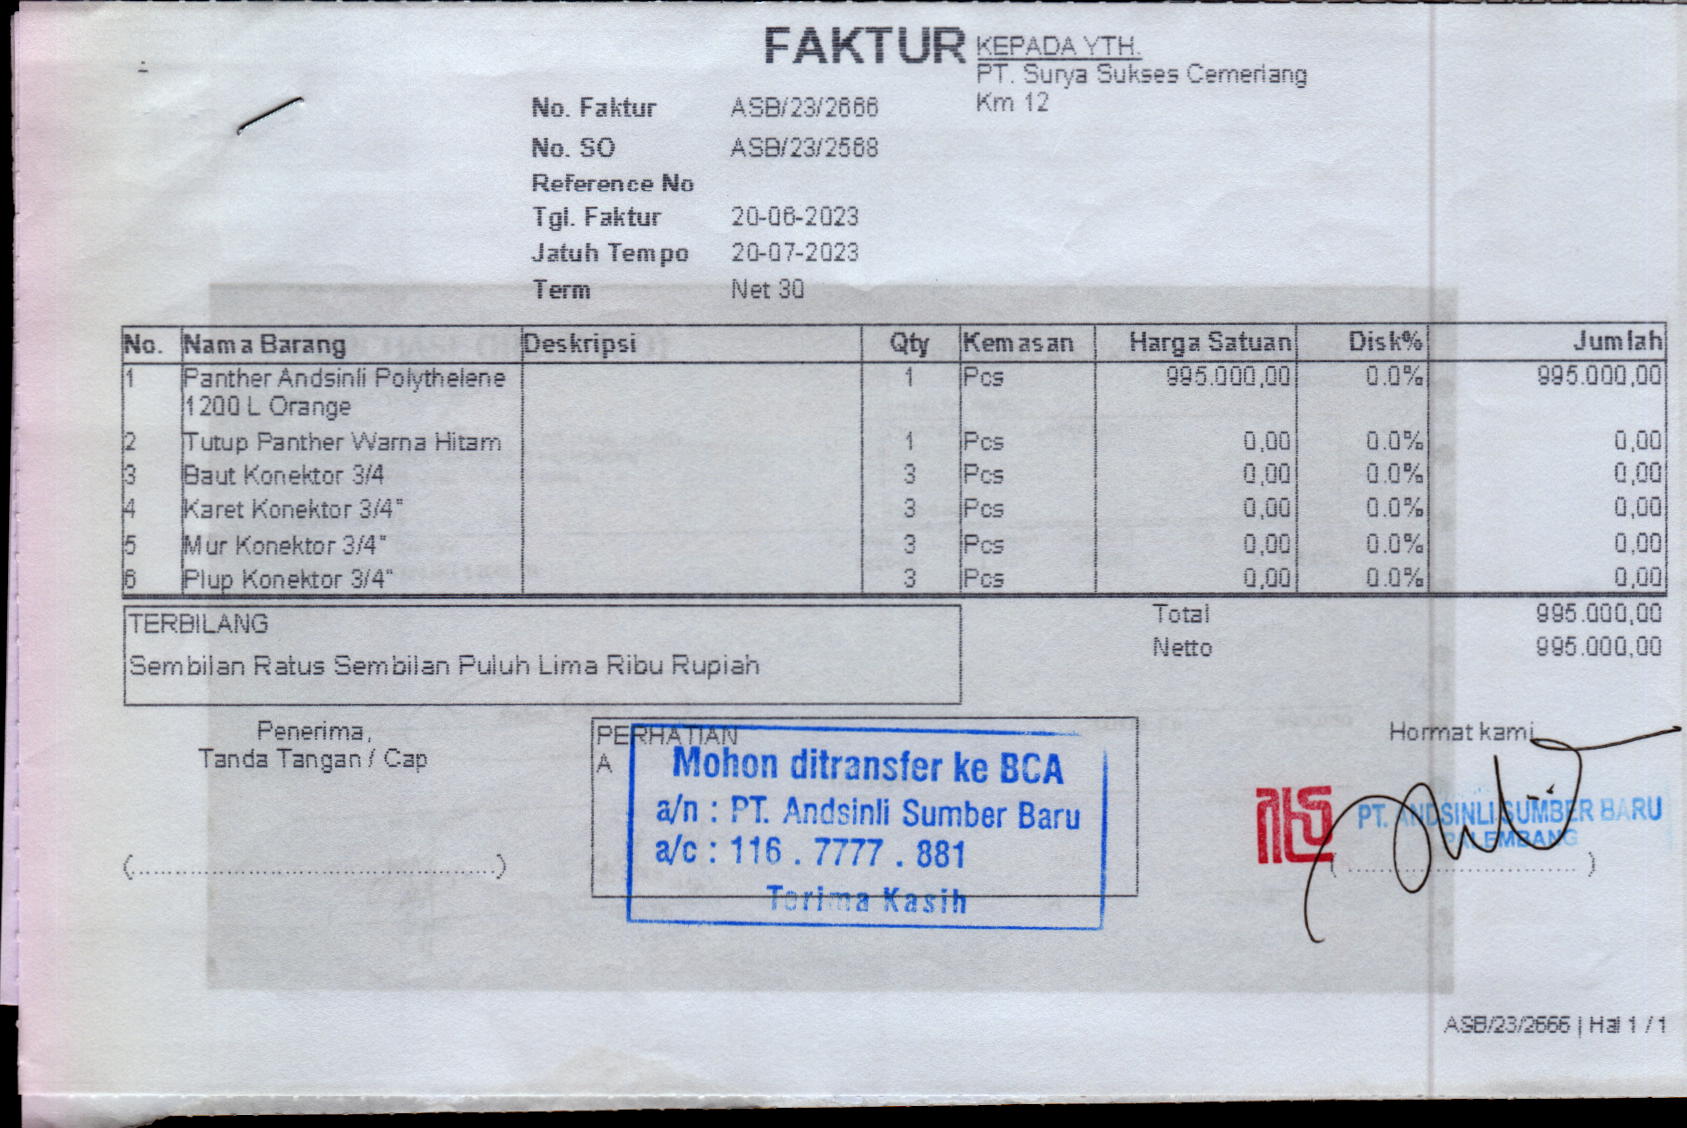 FAKTUR
KEPADA YTH.
PT. Surya Sukses Cemerlang
Km 12
No. Faktur ASB/23/2666
No. SO ASB/23/2568
Reference No
Tgl. Faktur 20-06-2023
Jatuh Tempo 20-07-2023
Term Net 30
No. Nama Barang Deskripsi Qty Kemasan Harga Satuan Disk% Jumlah
1 Panther Andsinli Polythelene 1 Pcs 995.000,00 0.0% 995.000,00
1200 L Orange
2 Tutup Panther Warna Hitam 1 Pcs 0,00 0.0% 0,00
3 Baut Konektor 3/4 3 Pcs 0,00 0.0% 0,00
4 Karet Konektor 3/4" 3 Pcs 0,00 0.0% 0,00
5 Mur Konektor 3/4" 3 Pcs 0,00 0.0% 0,00
6 Plup Konektor 3/4" 3 Pcs 0,00 0.0% 0,00
TERBILANG
Sembilan Ratus Sembilan Puluh Lima Ribu Rupiah
Total 995.000,00
Netto 995.000,00
Penerima,
Tanda Tangan / Cap
(..........................................)
PERHATIAN
A
Mohon ditransfer ke BCA
a/n : PT. Andsinli Sumber Baru
a/c : 116 . 7777 . 881
Terima Kasih
Hormat kami
PT. ANDSINLI SUMBER BARU
PALEMBANG
(..............................)
ASB/23/2666 | Hal 1 / 1